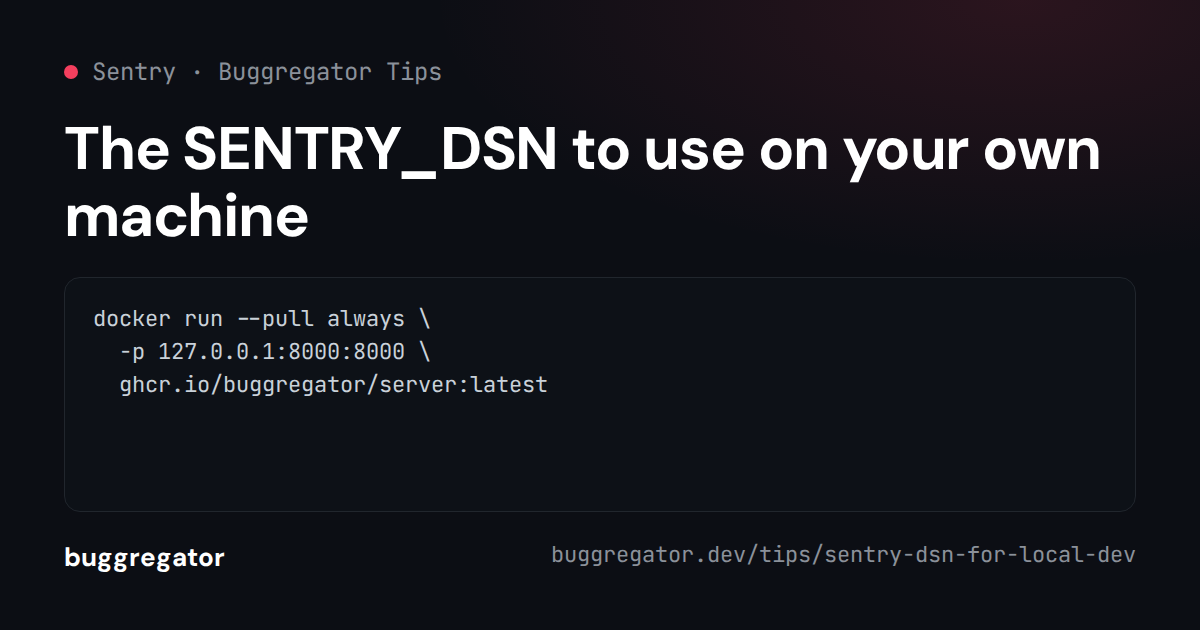 Sentry · Buggregator Tips
The SENTRY_DSN to use on your own
machine
docker run --pull always \
-p 127.0.0.1:8000:8000 \
ghcr.io/buggregator/server:latest
buggregator
buggregator.dev/tips/sentry-dsn-for-local-dev